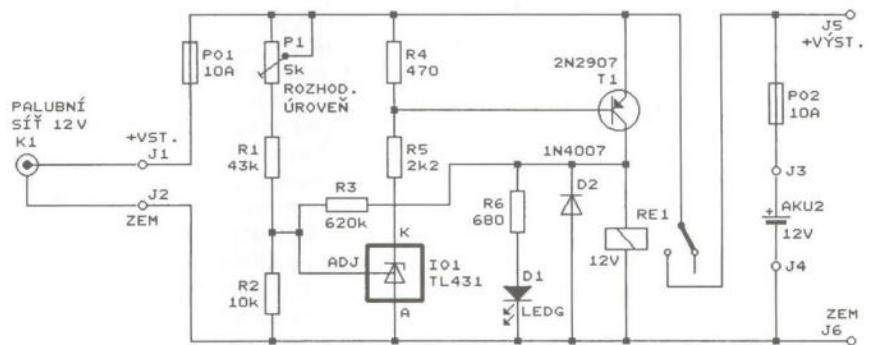 PALUBNÍ
SÍŤ 12V
K1
+VST.
J1
J2
ZEM
PO1
10A
P1
5k
ROZHOD.
ÚROVEŇ
R1
43k
R2
10k
R3
620k
R4
470
R5
2k2
K
ADJ
IO1
TL431
A
2N2907
T1
1N4007
D2
R6
680
D1
LEDG
RE1
12V
J5
+VÝST.
PO2
10A
J3
+
AKU2
12V
J4
ZEM
J6